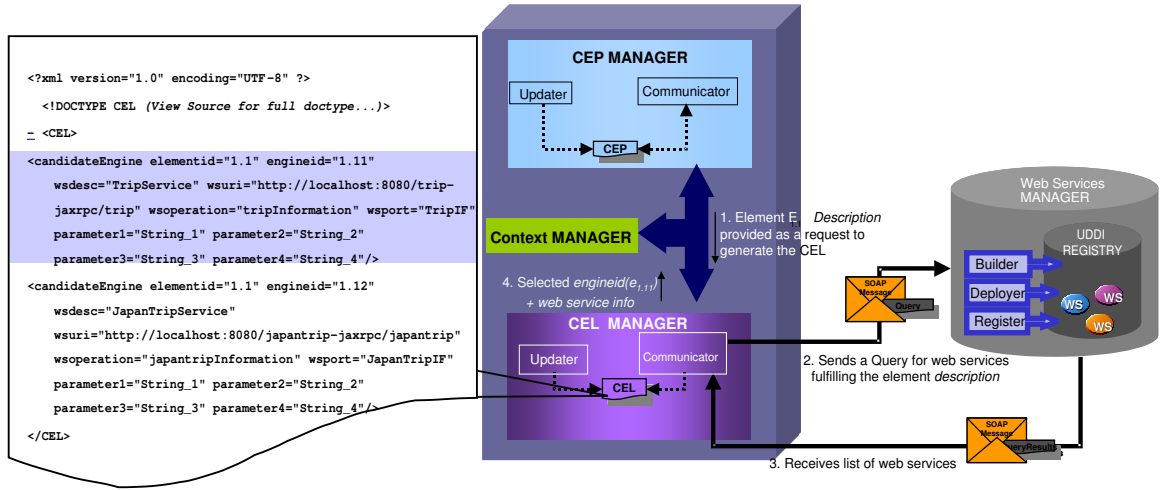 <?xml version="1.0" encoding="UTF-8" ?>
<!DOCTYPE CEL (View Source for full doctype...)>
- <CEL>
<candidateEngine elementid="1.1" engineid="1.11"
wsdesc="TripService" wsuri="http://localhost:8080/trip-
jaxrpc/trip" wsoperation="tripInformation" wsport="TripIF"
parameter1="String_1" parameter2="String_2"
parameter3="String_3" parameter4="String_4"/>
<candidateEngine elementid="1.1" engineid="1.12"
wsdesc="JapanTripService"
wsuri="http://localhost:8080/japantrip-jaxrpc/japantrip"
wsoperation="japantripInformation" wsport="JapanTripIF"
parameter1="String_1" parameter2="String_2"
parameter3="String_3" parameter4="String_4"/>
</CEL>
CEP MANAGER
Updater
Communicator
CEP
Context MANAGER
1. Element E1.1 Description
provided as a request to
generate the CEL
4. Selected engineid(e1.11)
+ web service info
CEL MANAGER
Updater
Communicator
CEL
SOAP
Message
Query
2. Sends a Query for web services
fulfilling the element description
Web Services
MANAGER
UDDI
REGISTRY
Builder
Deployer
Register
WS
WS
WS
SOAP
Message
QueryResults
3. Receives list of web services